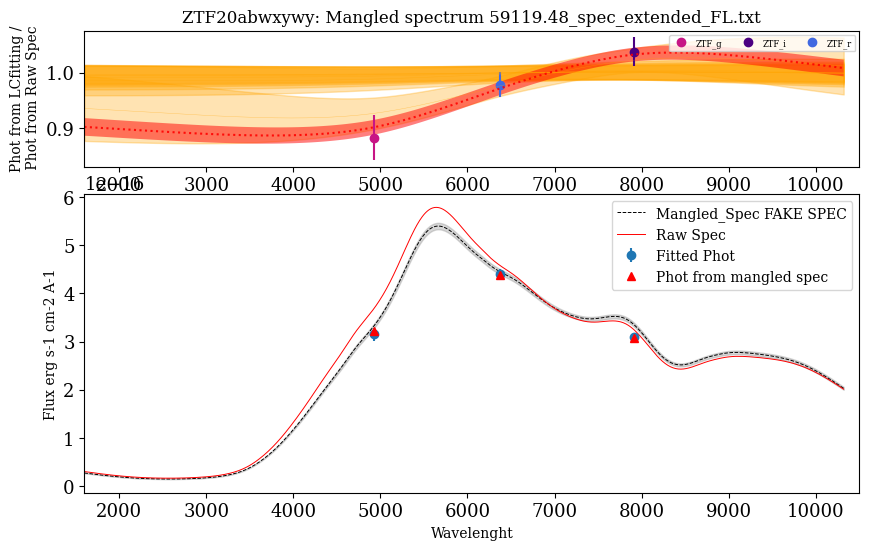 ZTF20abwxywy: Mangled spectrum 59119.48_spec_extended_FL.txt
Phot from LCfitting /
Phot from Raw Spec
1.0
0.9
ZTF_g ZTF_i ZTF_r
2000 3000 4000 5000 6000 7000 8000 9000 10000
1e−16
Flux erg s-1 cm-2 A-1
6
5
4
3
2
1
0
Mangled_Spec FAKE SPEC
Raw Spec
Fitted Phot
Phot from mangled spec
2000 3000 4000 5000 6000 7000 8000 9000 10000
Wavelenght